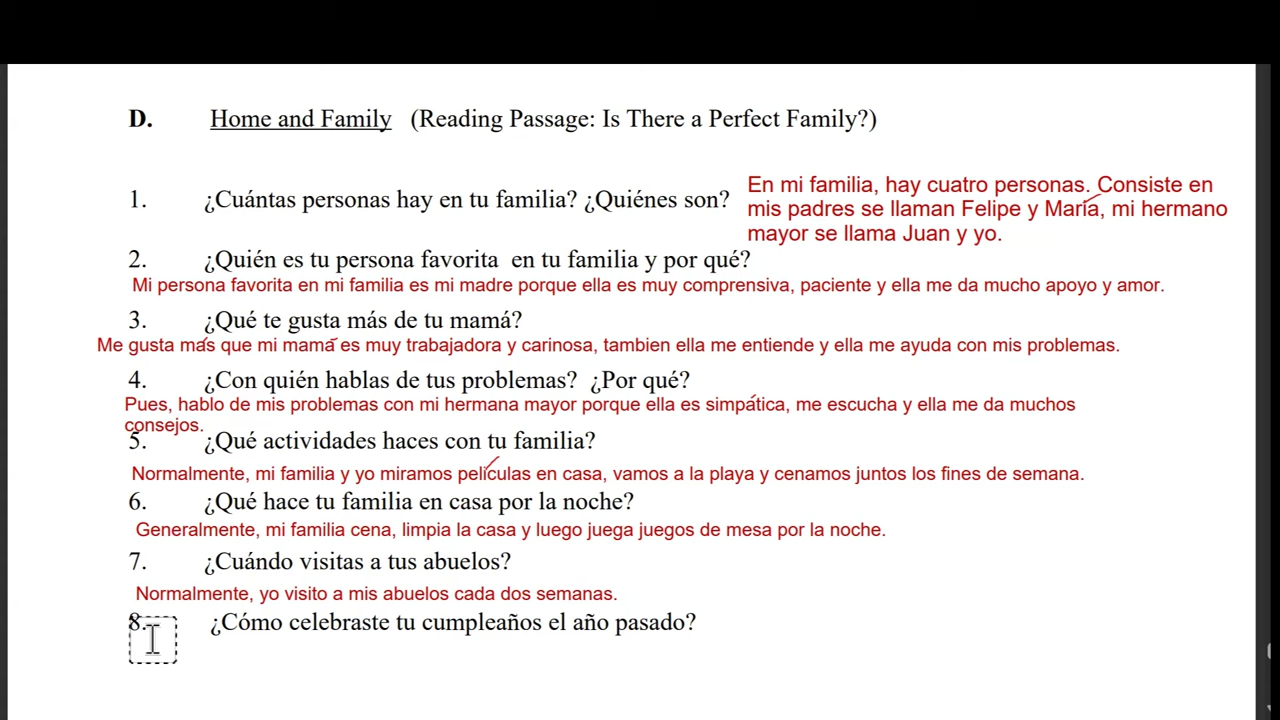 D. Home and Family (Reading Passage: Is There a Perfect Family?)
1. ¿Cuántas personas hay en tu familia? ¿Quiénes son?
En mi familia, hay cuatro personas. Consiste en
mis padres se llaman Felipe y María, mi hermano
mayor se llama Juan y yo.
2. ¿Quién es tu persona favorita en tu familia y por qué?
Mi persona favorita en mi familia es mi madre porque ella es muy comprensiva, paciente y ella me da mucho apoyo y amor.
3. ¿Qué te gusta más de tu mamá?
Me gusta más que mi mamá es muy trabajadora y carinosa, tambien ella me entiende y ella me ayuda con mis problemas.
4. ¿Con quién hablas de tus problemas? ¿Por qué?
Pues, hablo de mis problemas con mi hermana mayor porque ella es simpática, me escucha y ella me da muchos
consejos.
5. ¿Qué actividades haces con tu familia?
Normalmente, mi familia y yo miramos películas en casa, vamos a la playa y cenamos juntos los fines de semana.
6. ¿Qué hace tu familia en casa por la noche?
Generalmente, mi familia cena, limpia la casa y luego juega juegos de mesa por la noche.
7. ¿Cuándo visitas a tus abuelos?
Normalmente, yo visito a mis abuelos cada dos semanas.
8. ¿Cómo celebraste tu cumpleaños el año pasado?